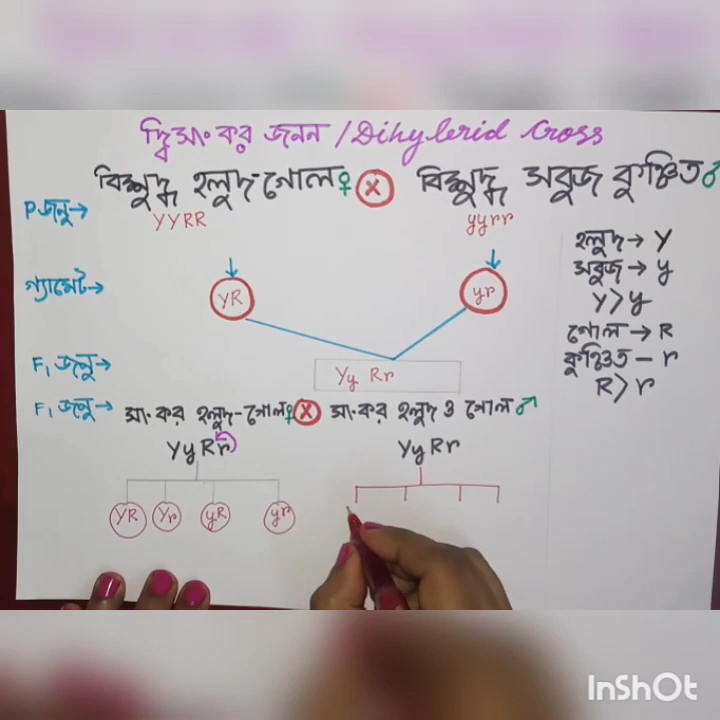 দ্বিসংকর জনন / Dihyberid Cross
বিশুদ্ধ হলুদ-গোল♀ X বিশুদ্ধ সবুজ কুঞ্চিত♂
P জনু→ YYRR yyrr
গ্যামেট→ YR yr
F₁ জনু→ Yy Rr
F₁ জনু→ সংকর হলুদ-গোল♀ X সংকর হলুদ ও গোল♂
YyRr YyRr
YR Yr yR yr
হলুদ→ Y
সবুজ→ y
Y>y
গোল→ R
কুঞ্চিত - r
R>r
InShOt